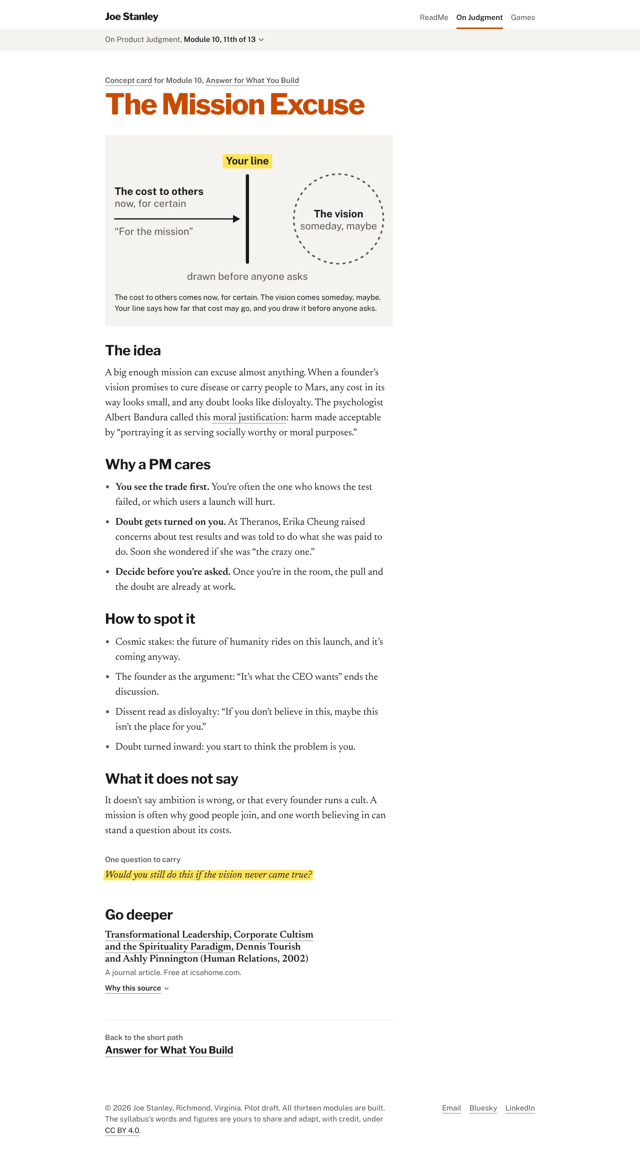 Joe Stanley
ReadMe On Judgment Games
On Product Judgment, Module 10, 11th of 13
Concept card for Module 10, Answer for What You Build
The Mission Excuse
Your line
The cost to others
now, for certain
“For the mission”
The vision
someday, maybe
drawn before anyone asks
The cost to others comes now, for certain. The vision comes someday, maybe.
Your line says how far that cost may go, and you draw it before anyone asks.
The idea
A big enough mission can excuse almost anything. When a founder’s
vision promises to cure disease or carry people to Mars, any cost in its
way looks small, and any doubt looks like disloyalty. The psychologist
Albert Bandura called this moral justification: harm made acceptable
by “portraying it as serving socially worthy or moral purposes.”
Why a PM cares
• You see the trade first. You’re often the one who knows the test
failed, or which users a launch will hurt.
• Doubt gets turned on you. At Theranos, Erika Cheung raised
concerns about test results and was told to do what she was paid to
do. Soon she wondered if she was “the crazy one.”
• Decide before you’re asked. Once you’re in the room, the pull and
the doubt are already at work.
How to spot it
• Cosmic stakes: the future of humanity rides on this launch, and it’s
coming anyway.
• The founder as the argument: “It’s what the CEO wants” ends the
discussion.
• Dissent read as disloyalty: “If you don’t believe in this, maybe this
isn’t the place for you.”
• Doubt turned inward: you start to think the problem is you.
What it does not say
It doesn’t say ambition is wrong, or that every founder runs a cult. A
mission is often why good people join, and one worth believing in can
stand a question about its costs.
One question to carry
Would you still do this if the vision never came true?
Go deeper
Transformational Leadership, Corporate Cultism
and the Spirituality Paradigm, Dennis Tourish
and Ashly Pinnington (Human Relations, 2002)
A journal article. Free at icsahome.com.
Why this source
Back to the short path
Answer for What You Build
© 2026 Joe Stanley, Richmond, Virginia. Pilot draft. All thirteen modules are built.
The syllabus’s words and figures are yours to share and adapt, with credit, under
CC BY 4.0.
Email Bluesky LinkedIn